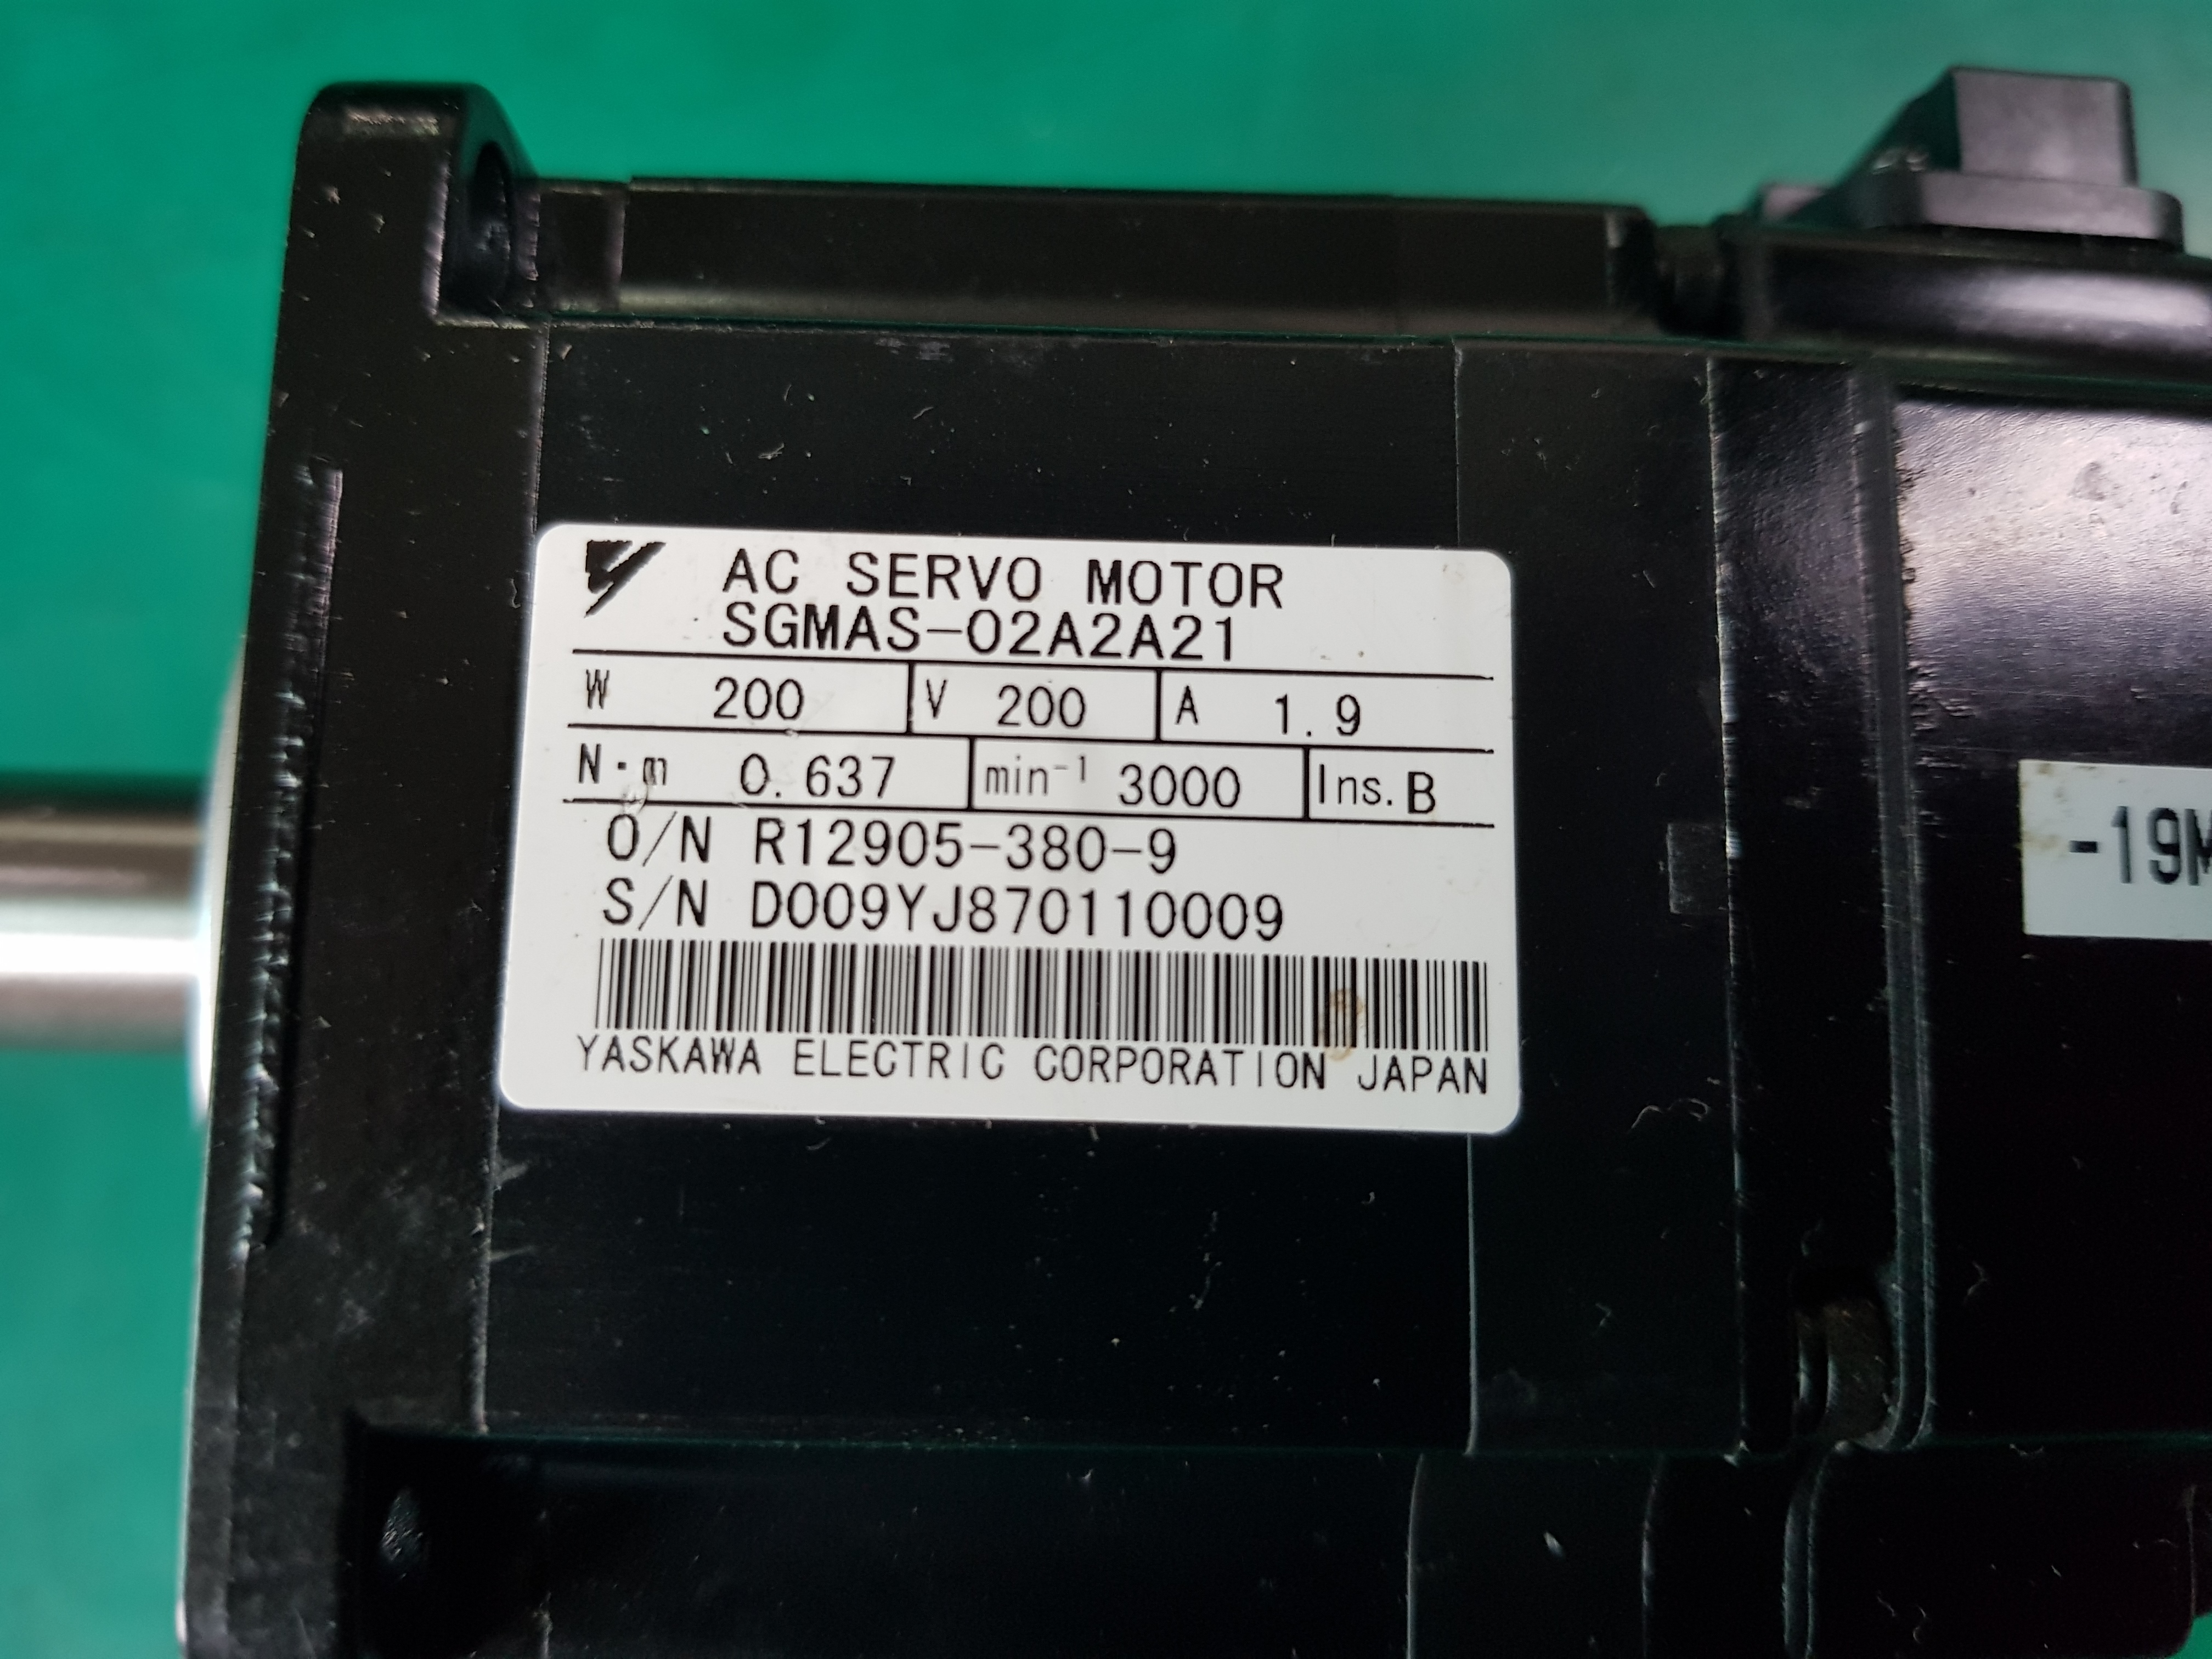 AC SERVO MOTOR
SGMAS-02A2A21
W 200 V 200 A 1.9
N·m 0.637 min⁻¹ 3000 Ins. B
O/N R12905-380-9
S/N D009YJ870110009
YASKAWA ELECTRIC CORPORATION JAPAN
-19M